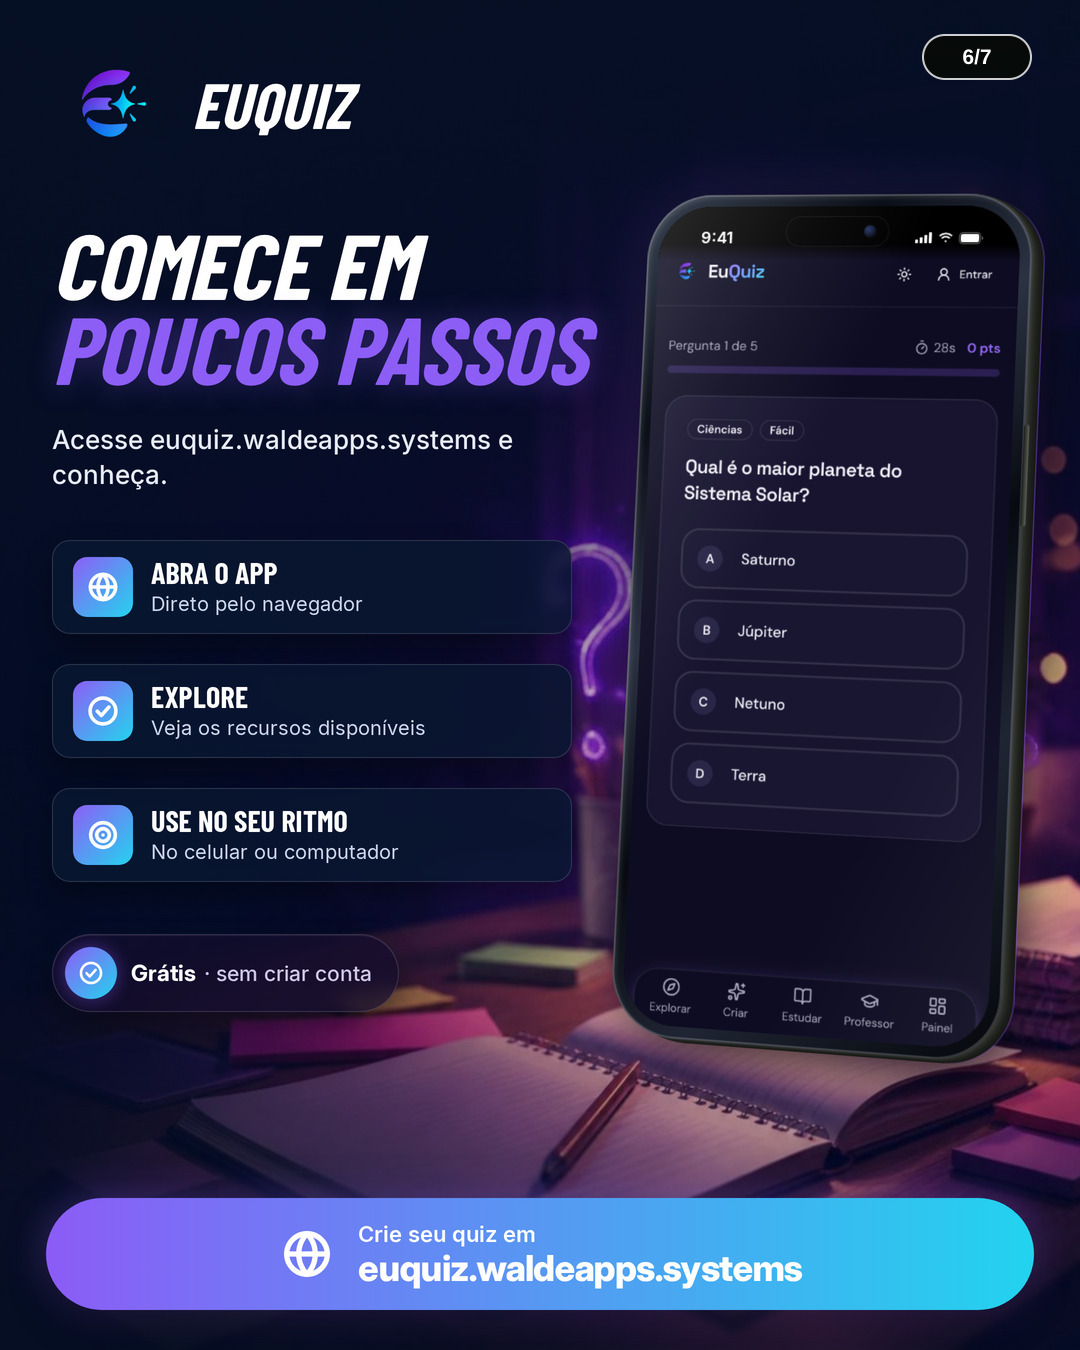 6/7
EUQUIZ
COMECE EM
POUCOS PASSOS
Acesse euquiz.waldeapps.systems e
conheça.
ABRA O APP
Direto pelo navegador
EXPLORE
Veja os recursos disponíveis
USE NO SEU RITMO
No celular ou computador
Grátis · sem criar conta
9:41
EuQuiz
Entrar
Pergunta 1 de 5
28s 0 pts
Ciências Fácil
Qual é o maior planeta do
Sistema Solar?
A Saturno
B Júpiter
C Netuno
D Terra
Explorar Criar Estudar Professor Painel
Crie seu quiz em
euquiz.waldeapps.systems